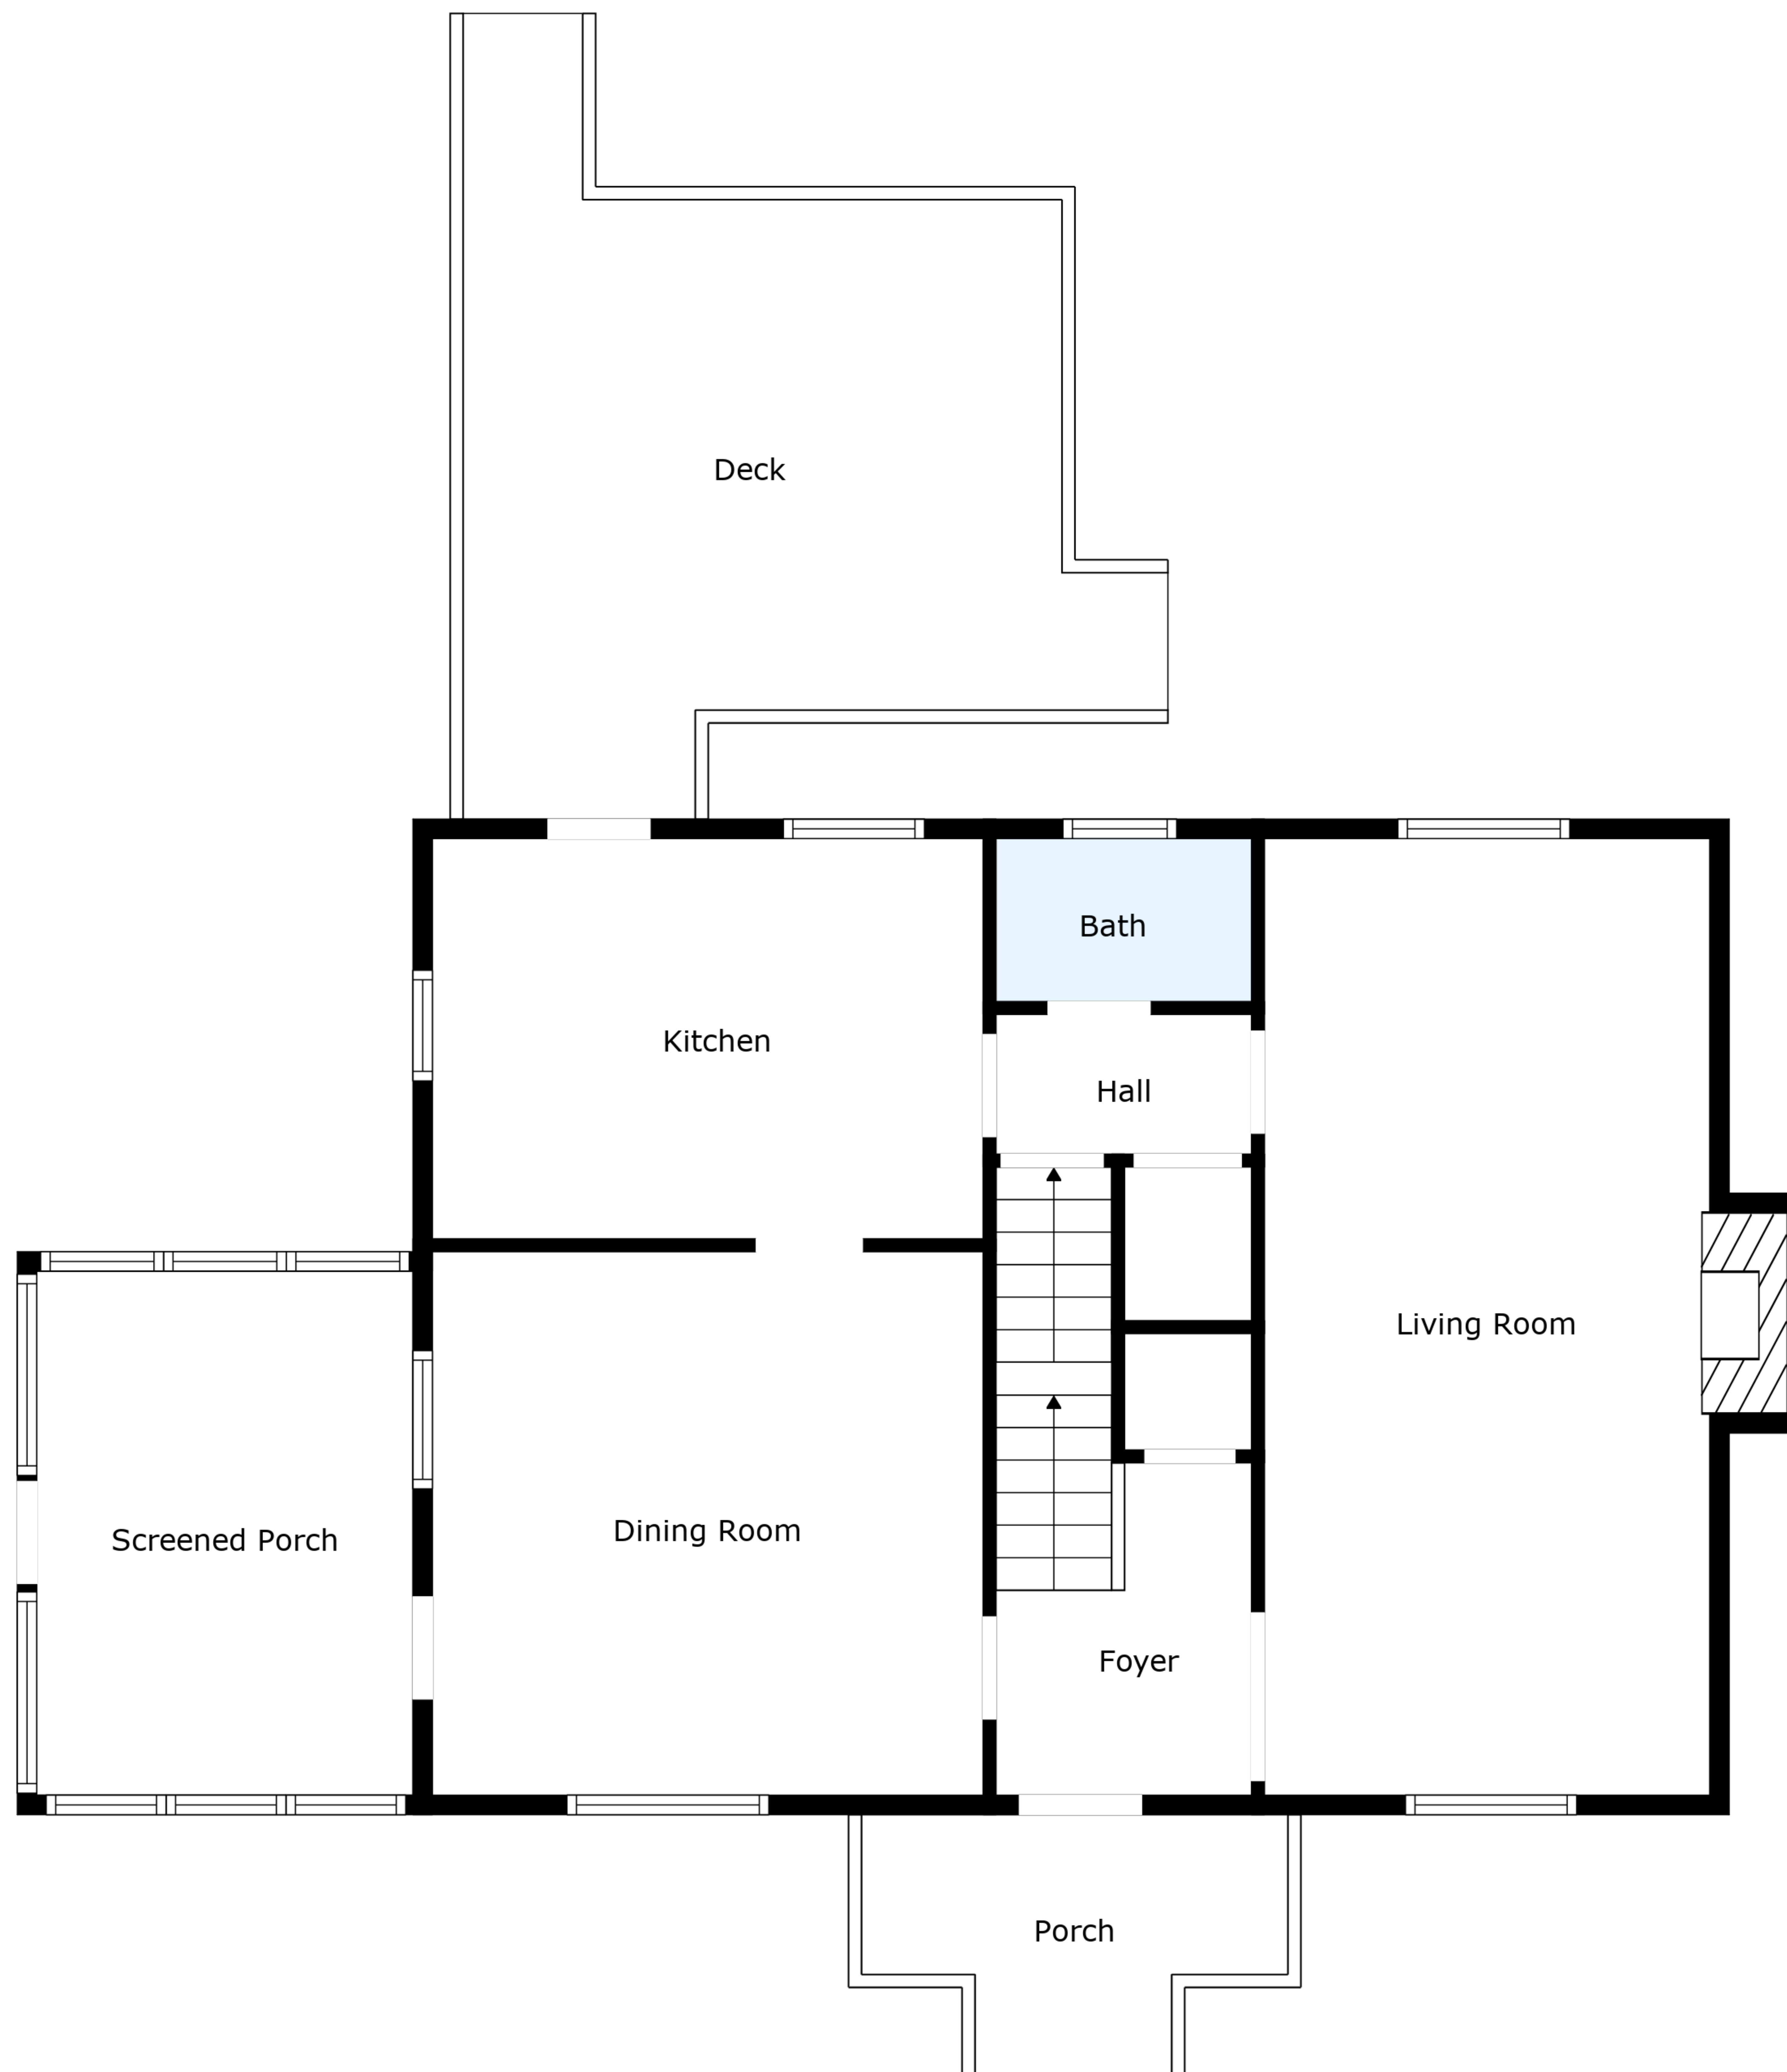 Deck
Bath
Kitchen
Hall
Living Room
Dining Room
Screened Porch
Foyer
Porch